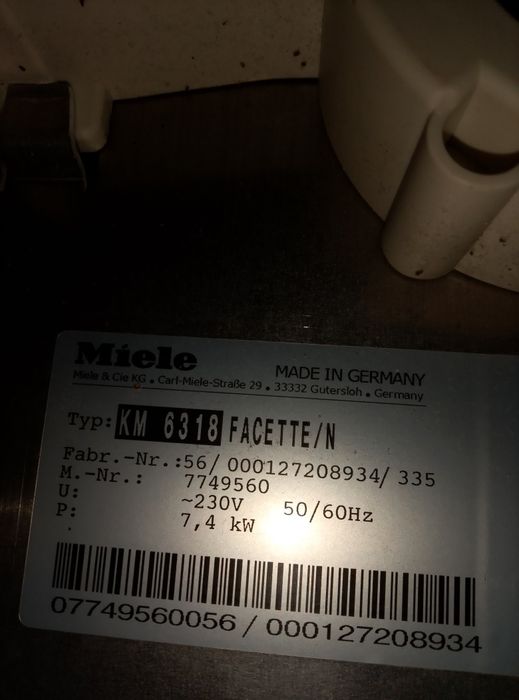 Miele
MADE IN GERMANY
Miele & Cie KG • Carl-Miele-Straße 29 • 33332 Gutersloh • Germany
Typ: KM 6318 FACETTE/N
Fabr.-Nr.:56/ 000127208934/ 335
M.-Nr.: 7749560
U: ~230V 50/60Hz
P: 7,4 kW
07749560056 / 000127208934